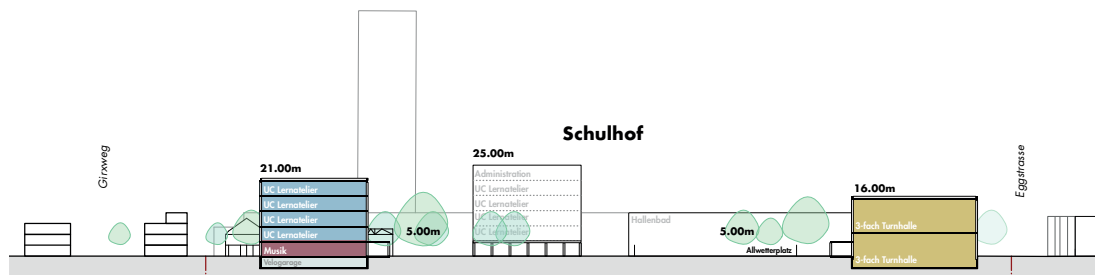 Schulhof
Girxweg
21.00m
UC Lernatelier
UC Lernatelier
UC Lernatelier
UC Lernatelier
Musik
Velogarage
5.00m
25.00m
Administration
UC Lernatelier
UC Lernatelier
UC Lernatelier
UC Lernatelier
Hallenbad
5.00m
Allwetterplatz
16.00m
3-fach Turnhalle
3-fach Turnhalle
Eggstrasse